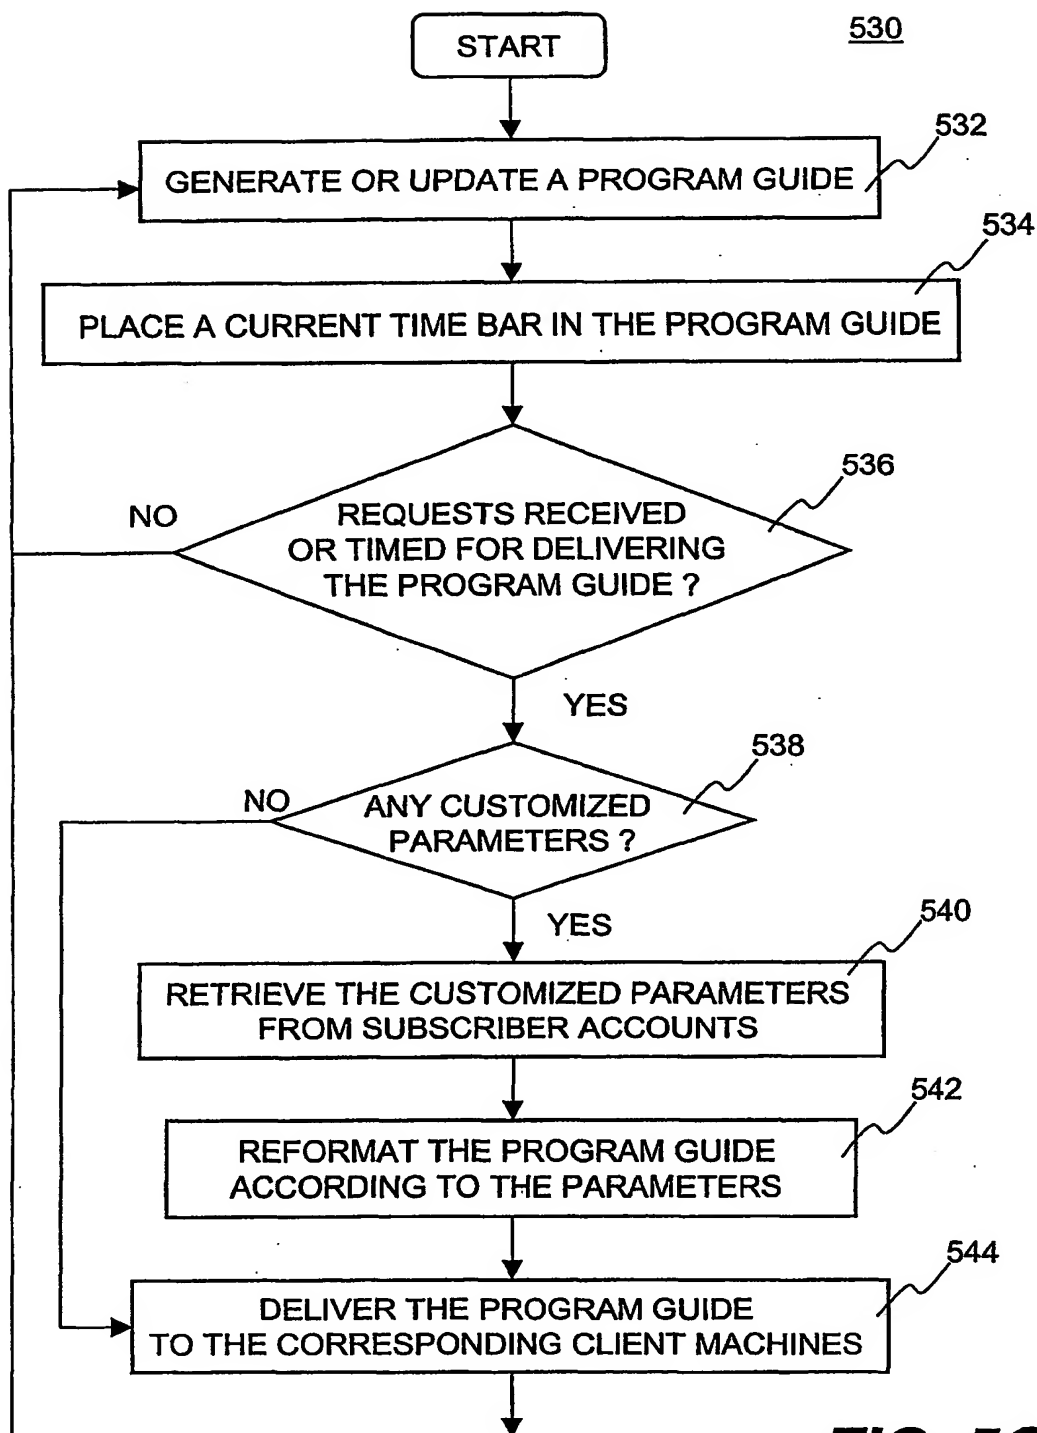 530
START
532
GENERATE OR UPDATE A PROGRAM GUIDE
534
PLACE A CURRENT TIME BAR IN THE PROGRAM GUIDE
536
NO
REQUESTS RECEIVED
OR TIMED FOR DELIVERING
THE PROGRAM GUIDE ?
YES
538
NO
ANY CUSTOMIZED
PARAMETERS ?
YES
540
RETRIEVE THE CUSTOMIZED PARAMETERS
FROM SUBSCRIBER ACCOUNTS
542
REFORMAT THE PROGRAM GUIDE
ACCORDING TO THE PARAMETERS
544
DELIVER THE PROGRAM GUIDE
TO THE CORRESPONDING CLIENT MACHINES